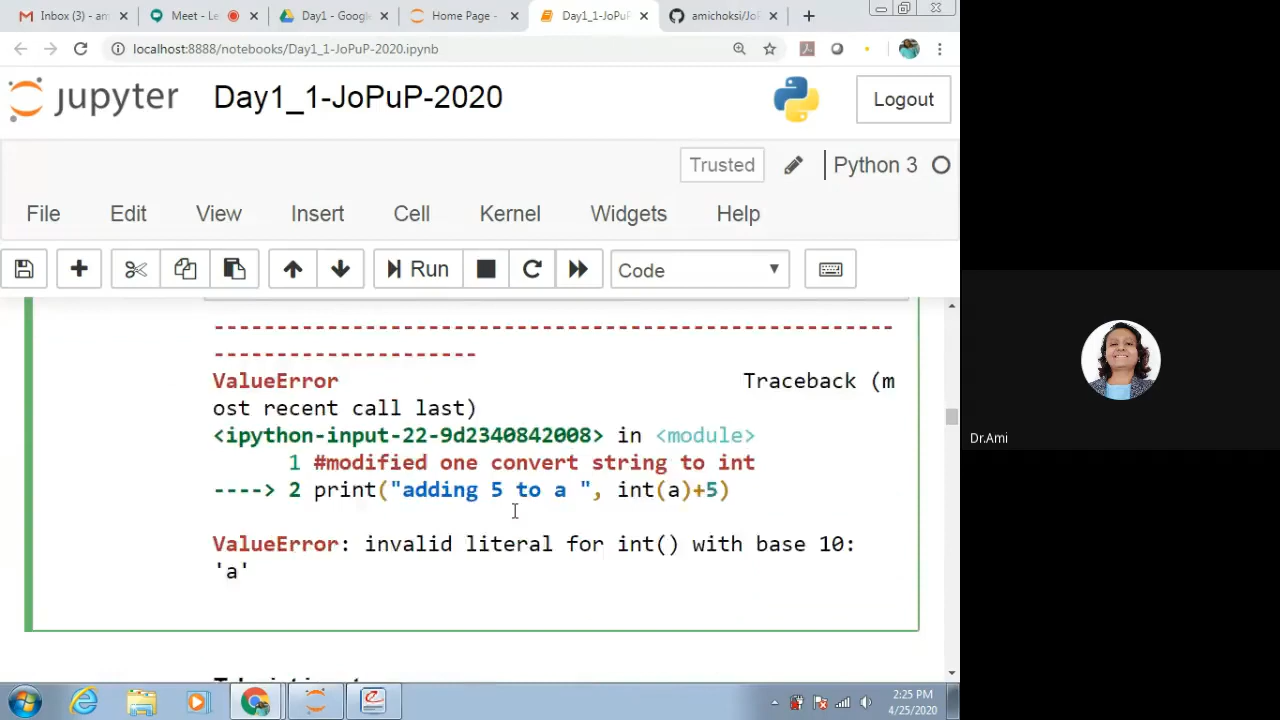 Inbox (3) - am
Meet - Le
Day1 - Google
Home Page -
Day1_1-JoPuP
amichoksi/JoP
localhost:8888/notebooks/Day1_1-JoPuP-2020.ipynb
jupyter Day1_1-JoPuP-2020
Logout
Trusted
Python 3
File Edit View Insert Cell Kernel Widgets Help
Run
Code
---------------------------------------------------------------------------
ValueError Traceback (m
ost recent call last)
<ipython-input-22-9d2340842008> in <module>
1 #modified one convert string to int
----> 2 print("adding 5 to a ", int(a)+5)
ValueError: invalid literal for int() with base 10:
'a'
Dr.Ami
2:25 PM
4/25/2020